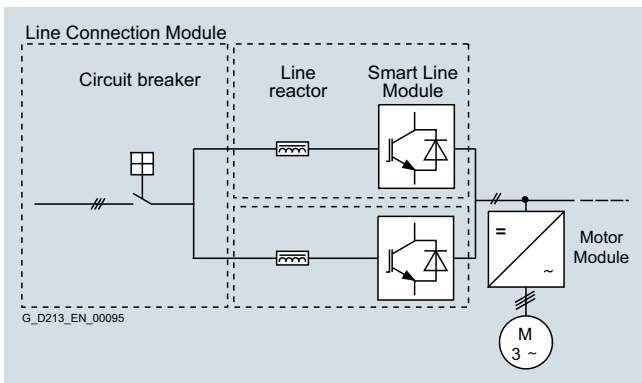 Line Connection Module
Circuit breaker
Line
reactor
Smart Line
Module
=
~
Motor
Module
M
3 ~
G_D213_EN_00095